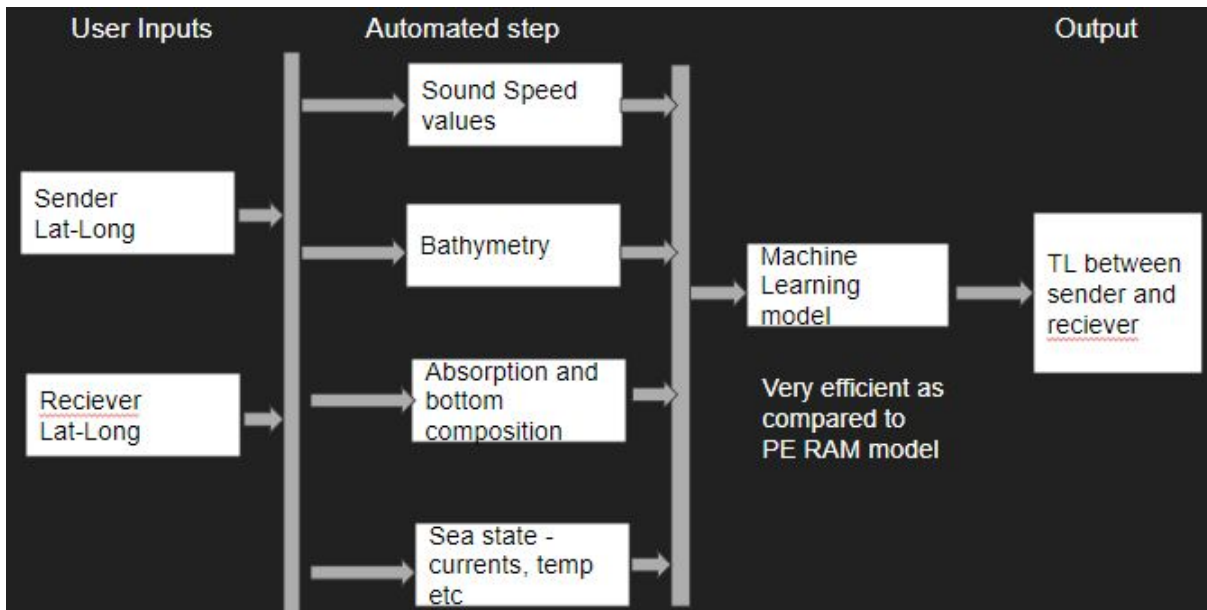 User Inputs
Automated step
Output
Sender
Lat-Long
Reciever
Lat-Long
Sound Speed
values
Bathymetry
Absorption and
bottom
composition
Sea state -
currents, temp
etc
Machine
Learning
model
Very efficient as
compared to
PE RAM model
TL between
sender and
reciever